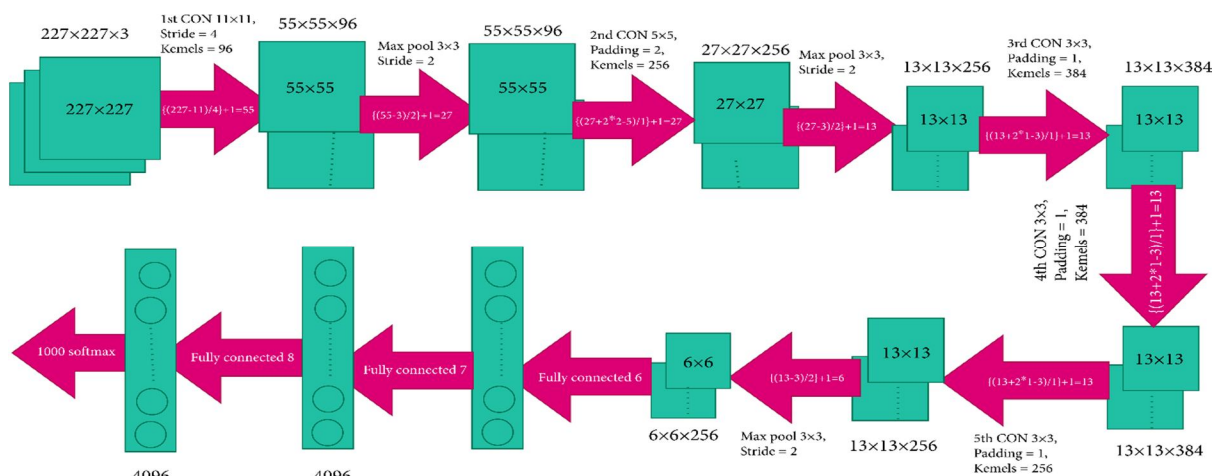 227×227×3
227×227
1st CON 11×11,
Stride = 4
Kemels = 96
{(227-11)/4}+1=55
55×55×96
55×55
Max pool 3×3
Stride = 2
{(55-3)/2}+1=27
55×55×96
55×55
2nd CON 5×5,
Padding = 2,
Kemels = 256
{(27+2*2-5)/1}+1=27
27×27×256
27×27
Max pool 3×3,
Stride = 2
{(27-3)/2}+1=13
13×13×256
13×13
3rd CON 3×3,
Padding = 1,
Kemels = 384
{(13+2*1-3)/1}+1=13
13×13×384
13×13
4th CON 3×3,
Padding = 1,
Kemels = 384
{(13+2*1-3)/1}+1=13
13×13
13×13×384
{(13+2*1-3)/1}+1=13
5th CON 3×3,
Padding = 1,
Kemels = 256
13×13
13×13×256
{(13-3)/2}+1=6
Max pool 3×3,
Stride = 2
6×6
6×6×256
Fully connected 6
Fully connected 7
4096
Fully connected 8
4096
1000 softmax